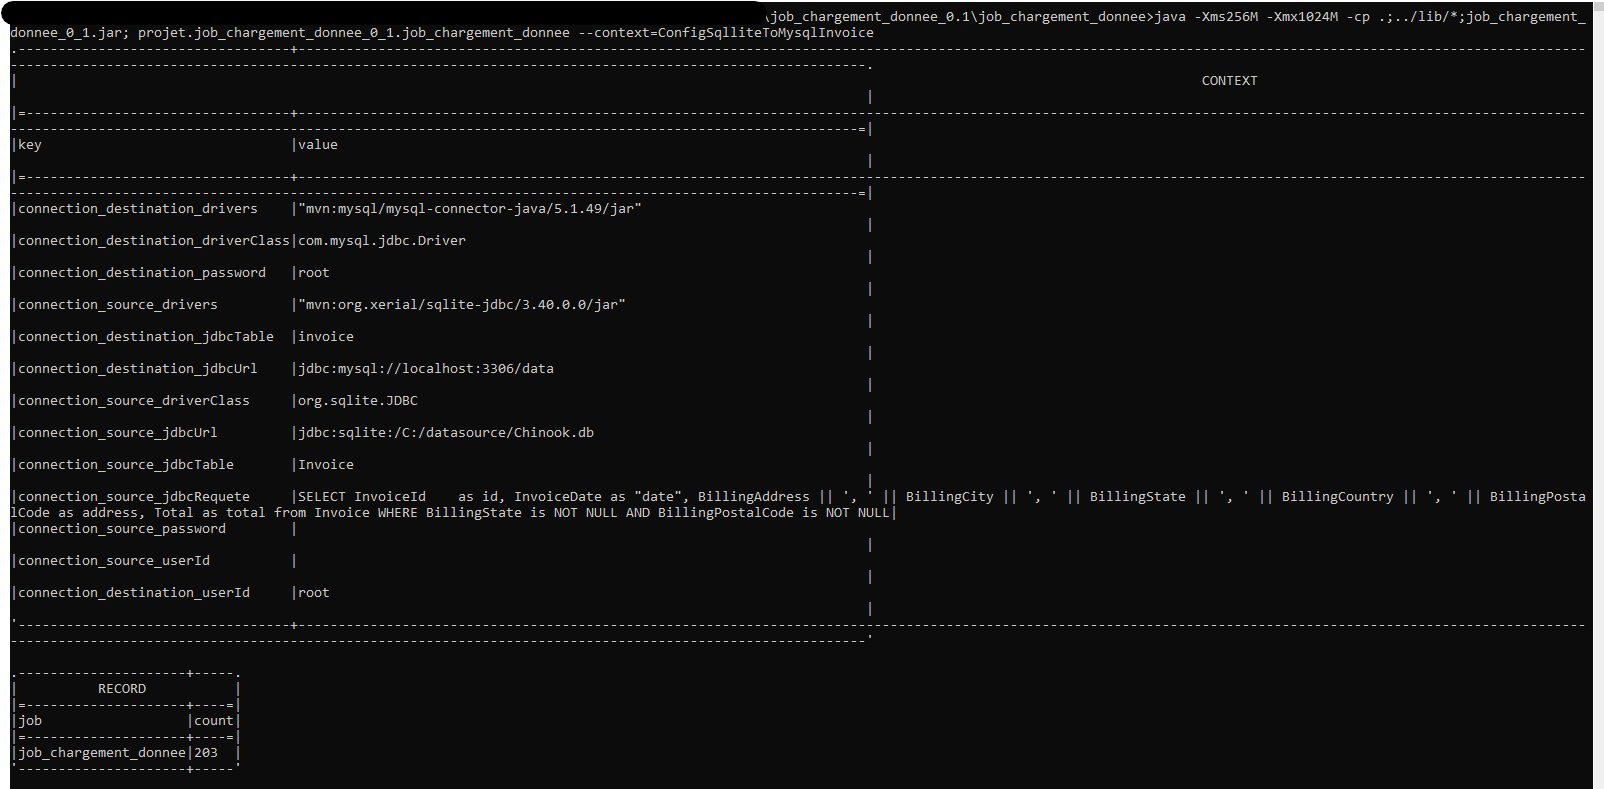 \job_chargement_donnee_0.1\job_chargement_donnee>java -Xms256M -Xmx1024M -cp .;../lib/*;job_chargement_
donnee_0_1.jar; projet.job_chargement_donnee_0_1.job_chargement_donnee --context=ConfigSqlliteToMysqlInvoice
CONTEXT
|key |value
|connection_destination_drivers |"mvn:mysql/mysql-connector-java/5.1.49/jar"
|connection_destination_driverClass|com.mysql.jdbc.Driver
|connection_destination_password |root
|connection_source_drivers |"mvn:org.xerial/sqlite-jdbc/3.40.0.0/jar"
|connection_destination_jdbcTable |invoice
|connection_destination_jdbcUrl |jdbc:mysql://localhost:3306/data
|connection_source_driverClass |org.sqlite.JDBC
|connection_source_jdbcUrl |jdbc:sqlite:/C:/datasource/Chinook.db
|connection_source_jdbcTable |Invoice
|connection_source_jdbcRequete |SELECT InvoiceId    as id, InvoiceDate as "date", BillingAddress || ', ' || BillingCity || ', ' || BillingState || ', ' || BillingCountry || ', ' || BillingPosta
lCode as address, Total as total from Invoice WHERE BillingState is NOT NULL AND BillingPostalCode is NOT NULL|
|connection_source_password |
|connection_source_userId |
|connection_destination_userId |root
| RECORD |
|job |count|
|job_chargement_donnee|203 |